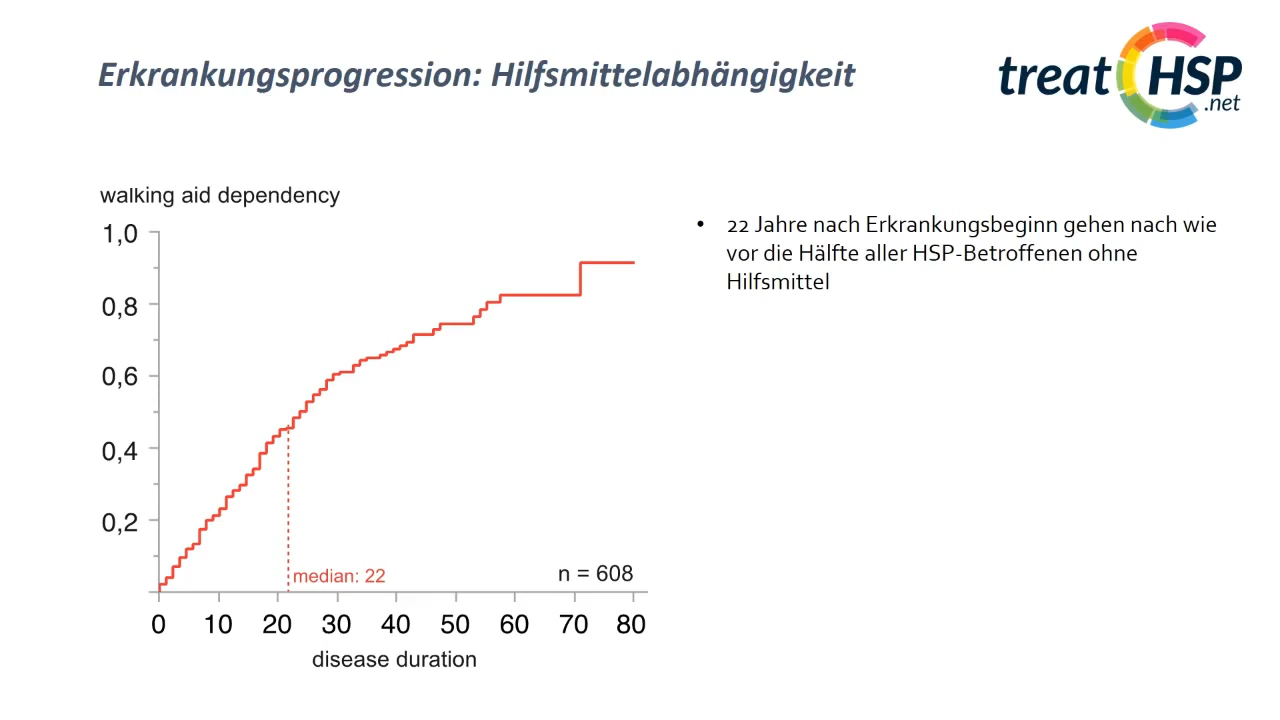 Erkrankungsprogression: Hilfsmittelabhängigkeit
treat HSP
.net
walking aid dependency
1,0
0,8
0,6
0,4
0,2
median: 22
n = 608
0 10 20 30 40 50 60 70 80
disease duration
• 22 Jahre nach Erkrankungsbeginn gehen nach wie
vor die Hälfte aller HSP-Betroffenen ohne
Hilfsmittel